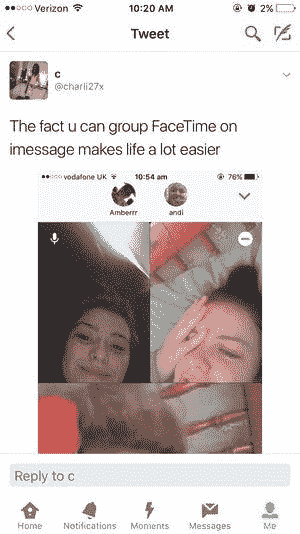 Verizon 10:20 AM 2%
Tweet
c
@charli27x
The fact u can group FaceTime on
imessage makes life a lot easier
vodafone UK 10:54 am 76%
Amberrr andi
Reply to c
Home Notifications Moments Messages Me